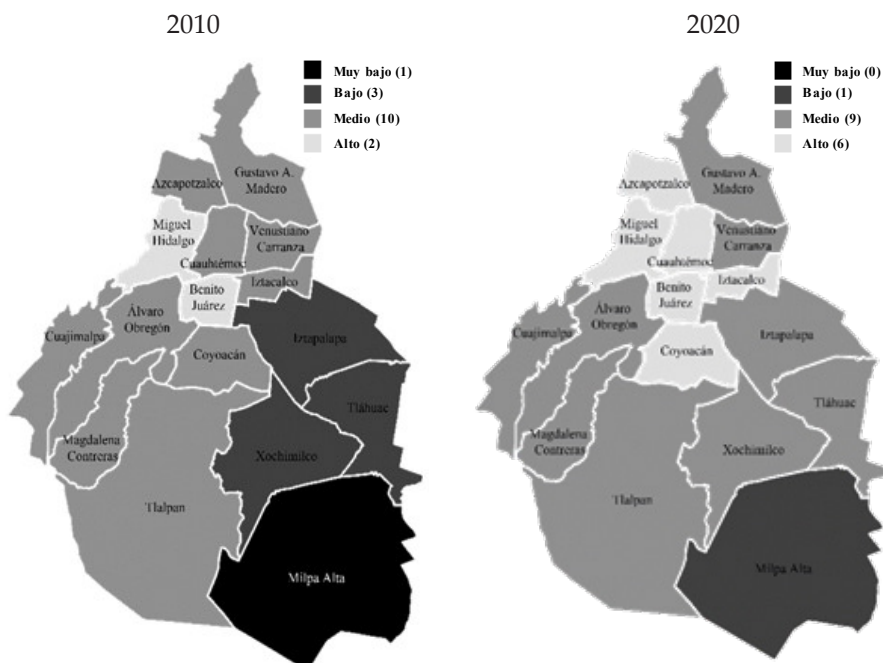 2010
Muy bajo (1)
Bajo (3)
Medio (10)
Alto (2)
Gustavo A.
Madero
Azcapotzalco
Miguel
Hidalgo
Venustiano
Carranza
Cuauhtémoc
Iztacalco
Benito
Juárez
Álvaro
Obregón
Cuajimalpa
Iztapalapa
Coyoacán
Tláhuac
Magdalena
Contreras
Xochimilco
Tlalpan
Milpa Alta
2020
Muy bajo (0)
Bajo (1)
Medio (9)
Alto (6)
Gustavo A.
Madero
Azcapotzalco
Miguel
Hidalgo
Venustiano
Carranza
Cuauhtémoc
Iztacalco
Benito
Juárez
Álvaro
Obregón
Cuajimalpa
Iztapalapa
Coyoacán
Tláhuac
Magdalena
Contreras
Xochimilco
Tlalpan
Milpa Alta